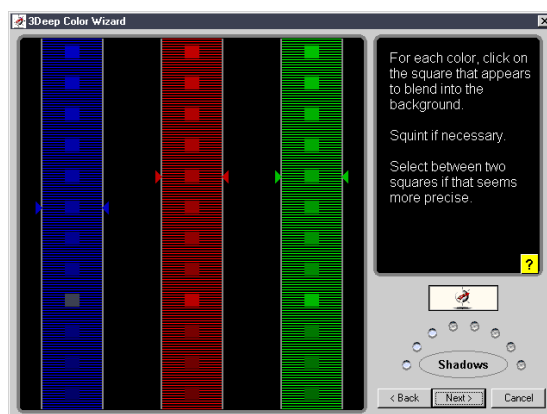 3Deep Color Wizard
For each color, click on
the square that appears
to blend into the
background.
Squint if necessary.
Select between two
squares if that seems
more precise.
?
Shadows
< Back
Next >
Cancel